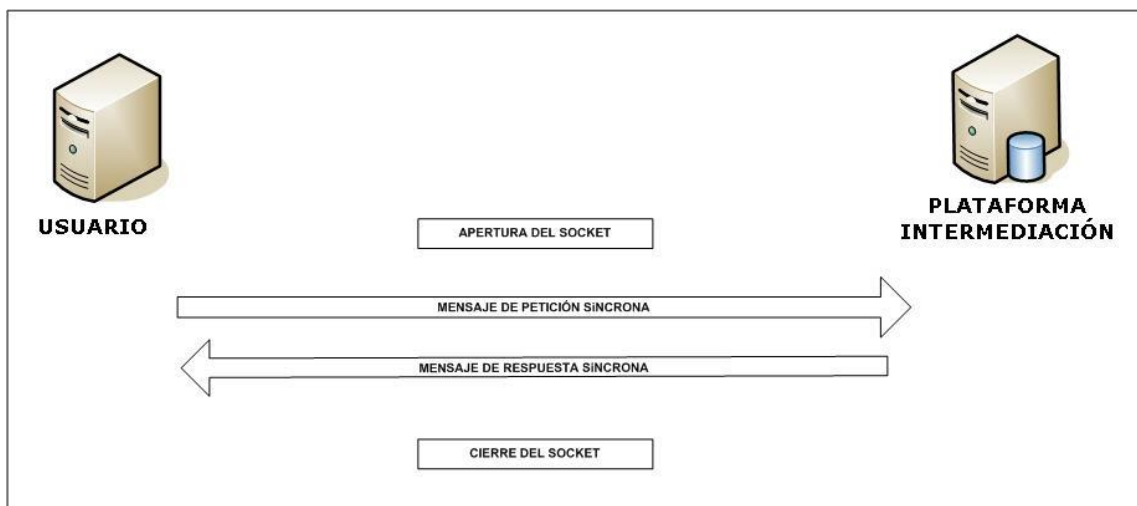 USUARIO
PLATAFORMA
INTERMEDIACIÓN
APERTURA DEL SOCKET
MENSAJE DE PETICIÓN SíNCRONA
MENSAJE DE RESPUESTA SíNCRONA
CIERRE DEL SOCKET